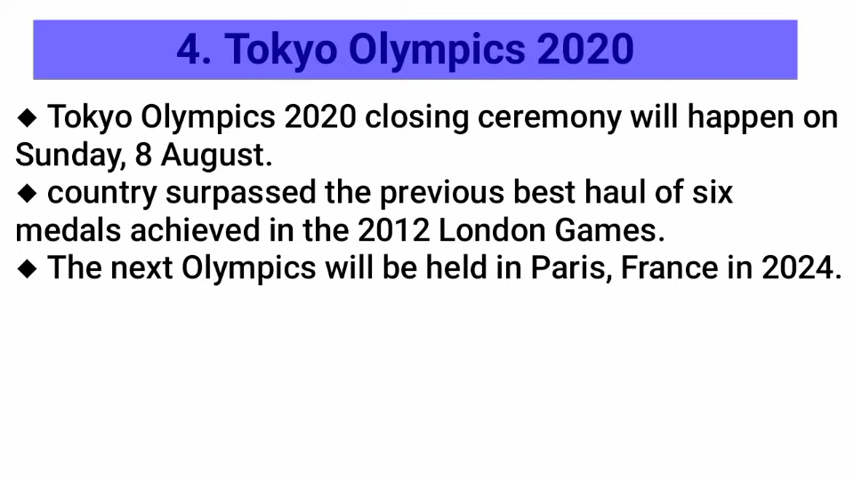 4. Tokyo Olympics 2020
◆ Tokyo Olympics 2020 closing ceremony will happen on
Sunday, 8 August.
◆ country surpassed the previous best haul of six
medals achieved in the 2012 London Games.
◆ The next Olympics will be held in Paris, France in 2024.